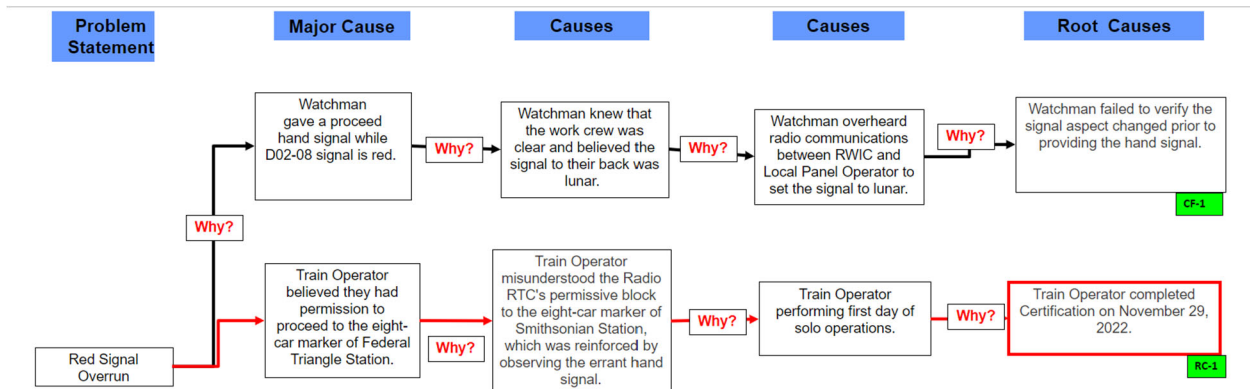 Problem
Statement
Major Cause
Causes
Causes
Root Causes
Watchman
gave a proceed
hand signal while
D02-08 signal is red.
Why?
Watchman knew that
the work crew was
clear and believed the
signal to their back was
lunar.
Why?
Watchman overheard
radio communications
between RWIC and
Local Panel Operator to
set the signal to lunar.
Why?
Watchman failed to verify the
signal aspect changed prior to
providing the hand signal.
CF-1
Why?
Red Signal
Overrun
Train Operator
believed they had
permission to
proceed to the eight-
car marker of Federal
Triangle Station.
Why?
Train Operator
misunderstood the Radio
RTC's permissive block
to the eight-car marker of
Smithsonian Station,
which was reinforced by
observing the errant hand
signal.
Why?
Train Operator
performing first day of
solo operations.
Why?
Train Operator completed
Certification on November 29,
2022.
RC-1